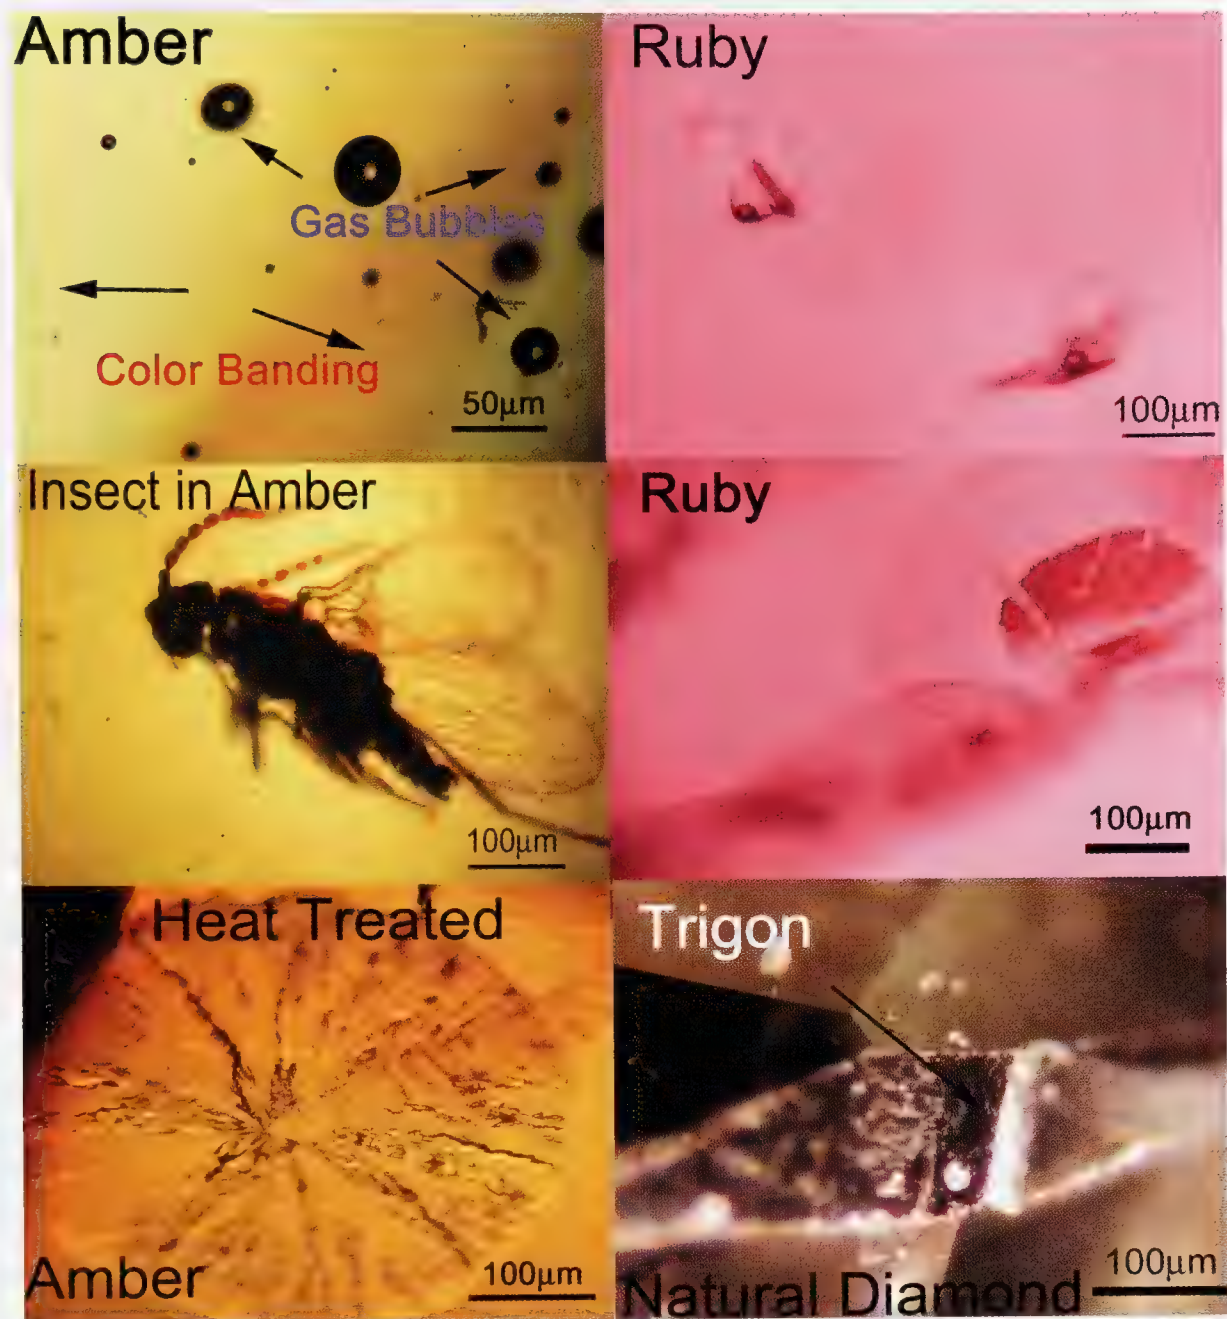 Amber
Gas Bubbles
Color Banding
50µm
Ruby
100µm
Insect in Amber
100µm
Ruby
100µm
Heat Treated
Amber
100µm
Trigon
Natural Diamond
100µm